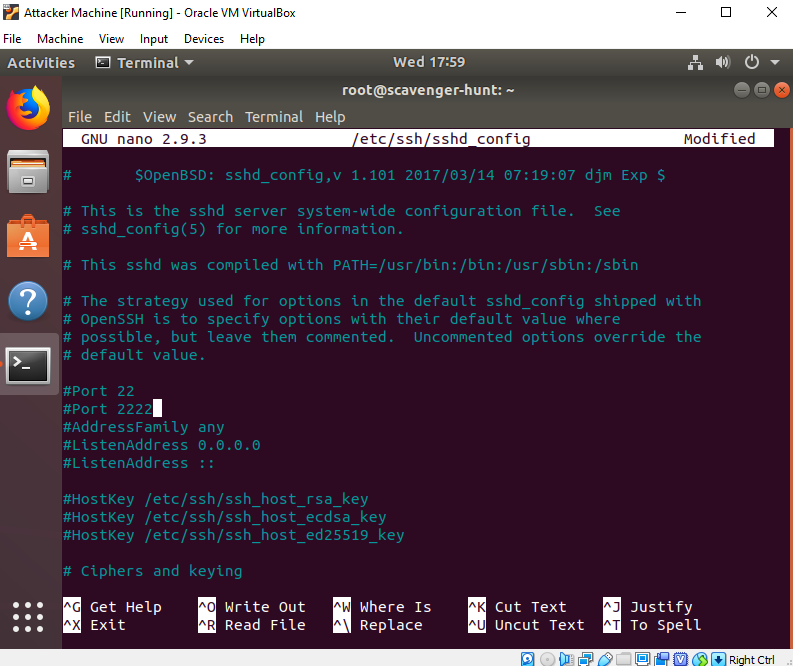 Attacker Machine [Running] - Oracle VM VirtualBox
File Machine View Input Devices Help
Activities Terminal Wed 17:59
root@scavenger-hunt: ~
File Edit View Search Terminal Help
GNU nano 2.9.3 /etc/ssh/sshd_config Modified
# $OpenBSD: sshd_config,v 1.101 2017/03/14 07:19:07 djm Exp $
# This is the sshd server system-wide configuration file. See
# sshd_config(5) for more information.
# This sshd was compiled with PATH=/usr/bin:/bin:/usr/sbin:/sbin
# The strategy used for options in the default sshd_config shipped with
# OpenSSH is to specify options with their default value where
# possible, but leave them commented. Uncommented options override the
# default value.
#Port 22
#Port 2222
#AddressFamily any
#ListenAddress 0.0.0.0
#ListenAddress ::
#HostKey /etc/ssh/ssh_host_rsa_key
#HostKey /etc/ssh/ssh_host_ecdsa_key
#HostKey /etc/ssh/ssh_host_ed25519_key
# Ciphers and keying
^G Get Help ^O Write Out ^W Where Is ^K Cut Text ^J Justify
^X Exit ^R Read File ^\ Replace ^U Uncut Text ^T To Spell
Right Ctrl